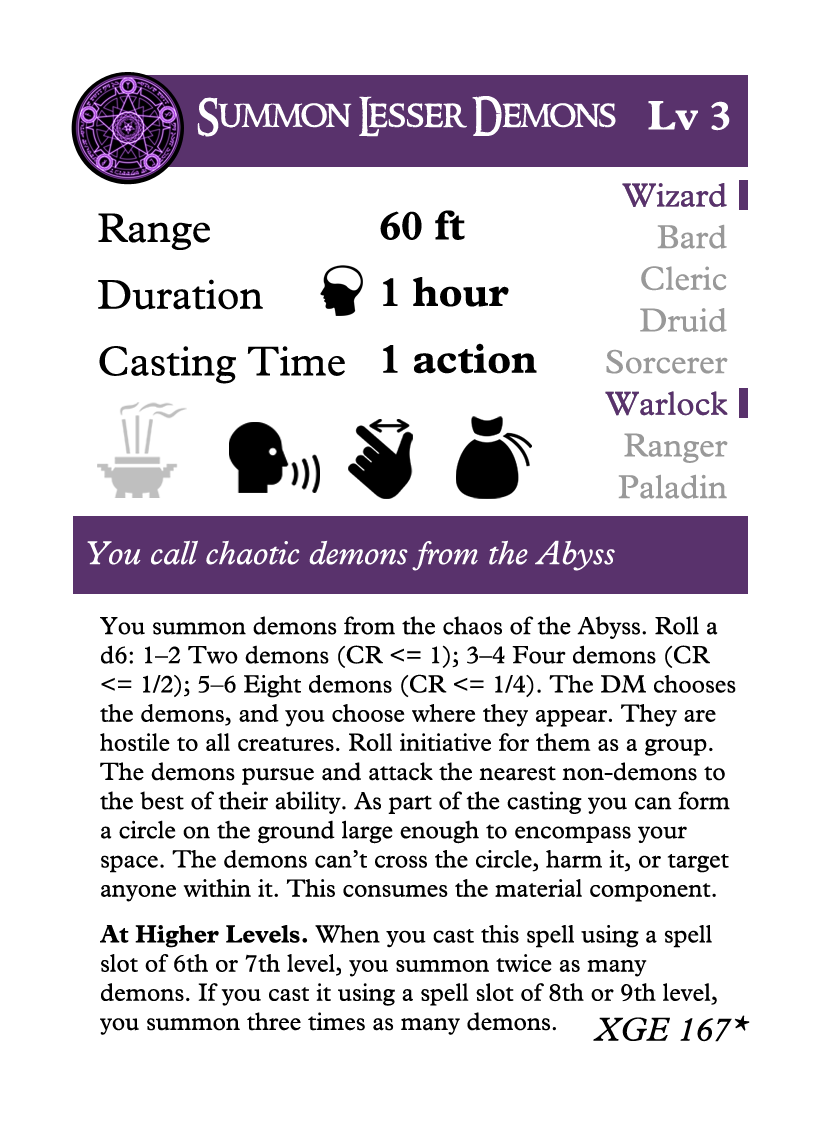 Summon Lesser Demons Lv 3
Wizard
Bard
Cleric
Druid
Sorcerer
Warlock
Ranger
Paladin
Range 60 ft
Duration 1 hour
Casting Time 1 action
You call chaotic demons from the Abyss
You summon demons from the chaos of the Abyss. Roll a
d6: 1–2 Two demons (CR <= 1); 3–4 Four demons (CR
<= 1/2); 5–6 Eight demons (CR <= 1/4). The DM chooses
the demons, and you choose where they appear. They are
hostile to all creatures. Roll initiative for them as a group.
The demons pursue and attack the nearest non-demons to
the best of their ability. As part of the casting you can form
a circle on the ground large enough to encompass your
space. The demons can’t cross the circle, harm it, or target
anyone within it. This consumes the material component.
At Higher Levels. When you cast this spell using a spell
slot of 6th or 7th level, you summon twice as many
demons. If you cast it using a spell slot of 8th or 9th level,
you summon three times as many demons.
XGE 167*